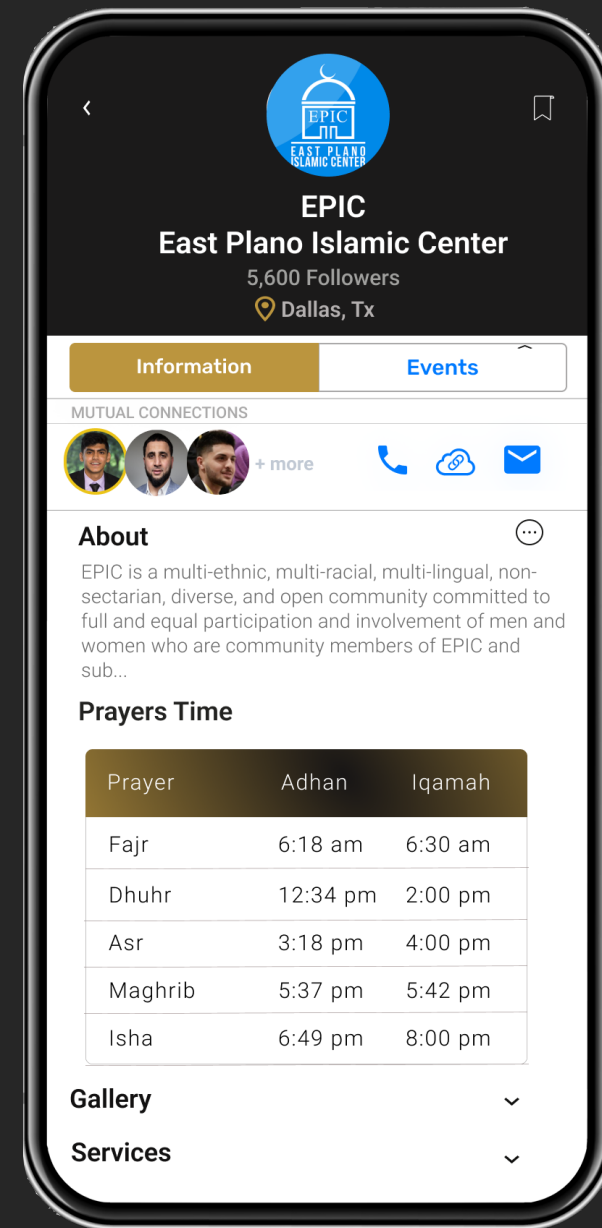 EPIC
EAST PLANO
ISLAMIC CENTER
EPIC
East Plano Islamic Center
5,600 Followers
Dallas, Tx
Information Events
MUTUAL CONNECTIONS
+ more
About
EPIC is a multi-ethnic, multi-racial, multi-lingual, non-
sectarian, diverse, and open community committed to
full and equal participation and involvement of men and
women who are community members of EPIC and
sub...
Prayers Time
Prayer Adhan Iqamah
Fajr 6:18 am 6:30 am
Dhuhr 12:34 pm 2:00 pm
Asr 3:18 pm 4:00 pm
Maghrib 5:37 pm 5:42 pm
Isha 6:49 pm 8:00 pm
Gallery
Services